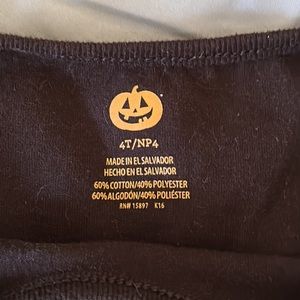 4T/NP4
MADE IN EL SALVADOR
HECHO EN EL SALVADOR
60% COTTON/40% POLYESTER
60% ALGODÓN/40% POLIÉSTER
RN# 15897 K16